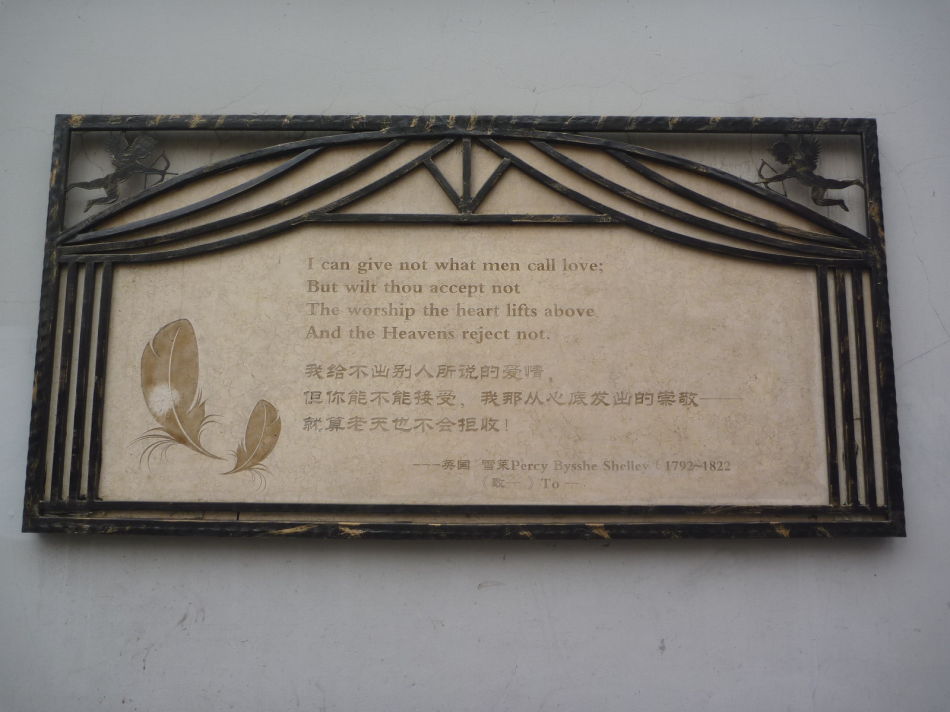 I can give not what men call love;
But wilt thou accept not
The worship the heart lifts above
And the Heavens reject not.
我给不出别人所说的爱情，
但你能不能接受，我那从心底发出的崇敬——
就算老天也不会拒收！
---英国 雪莱Percy Bysshe Shelley（1792~1822
《致—》To —